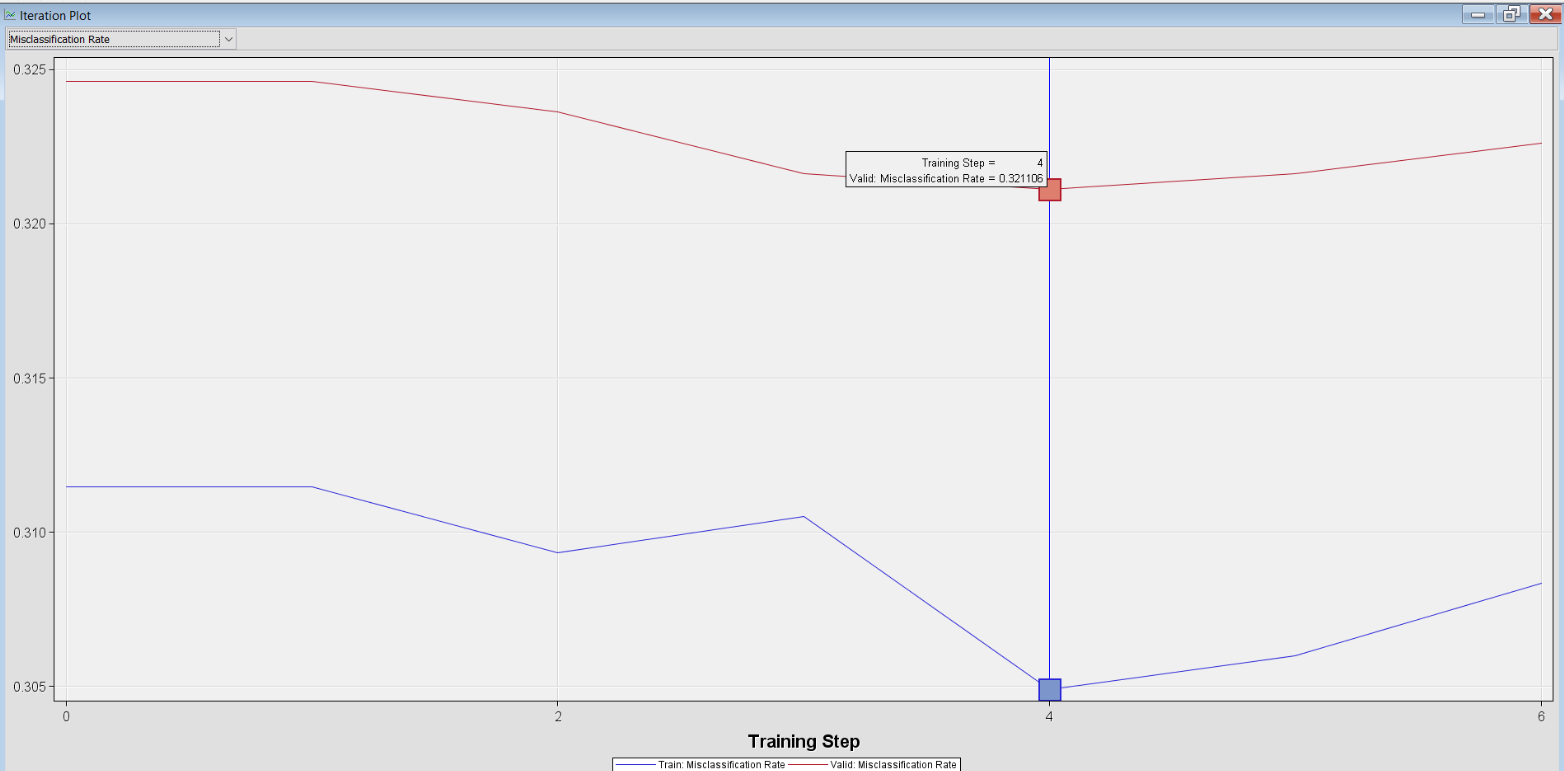 Iteration Plot
Misclassification Rate
0.325
Training Step = 4
Valid: Misclassification Rate = 0.321106
0.320
0.315
0.310
0.305
0 2 4 6
Training Step
Train: Misclassification Rate Valid: Misclassification Rate